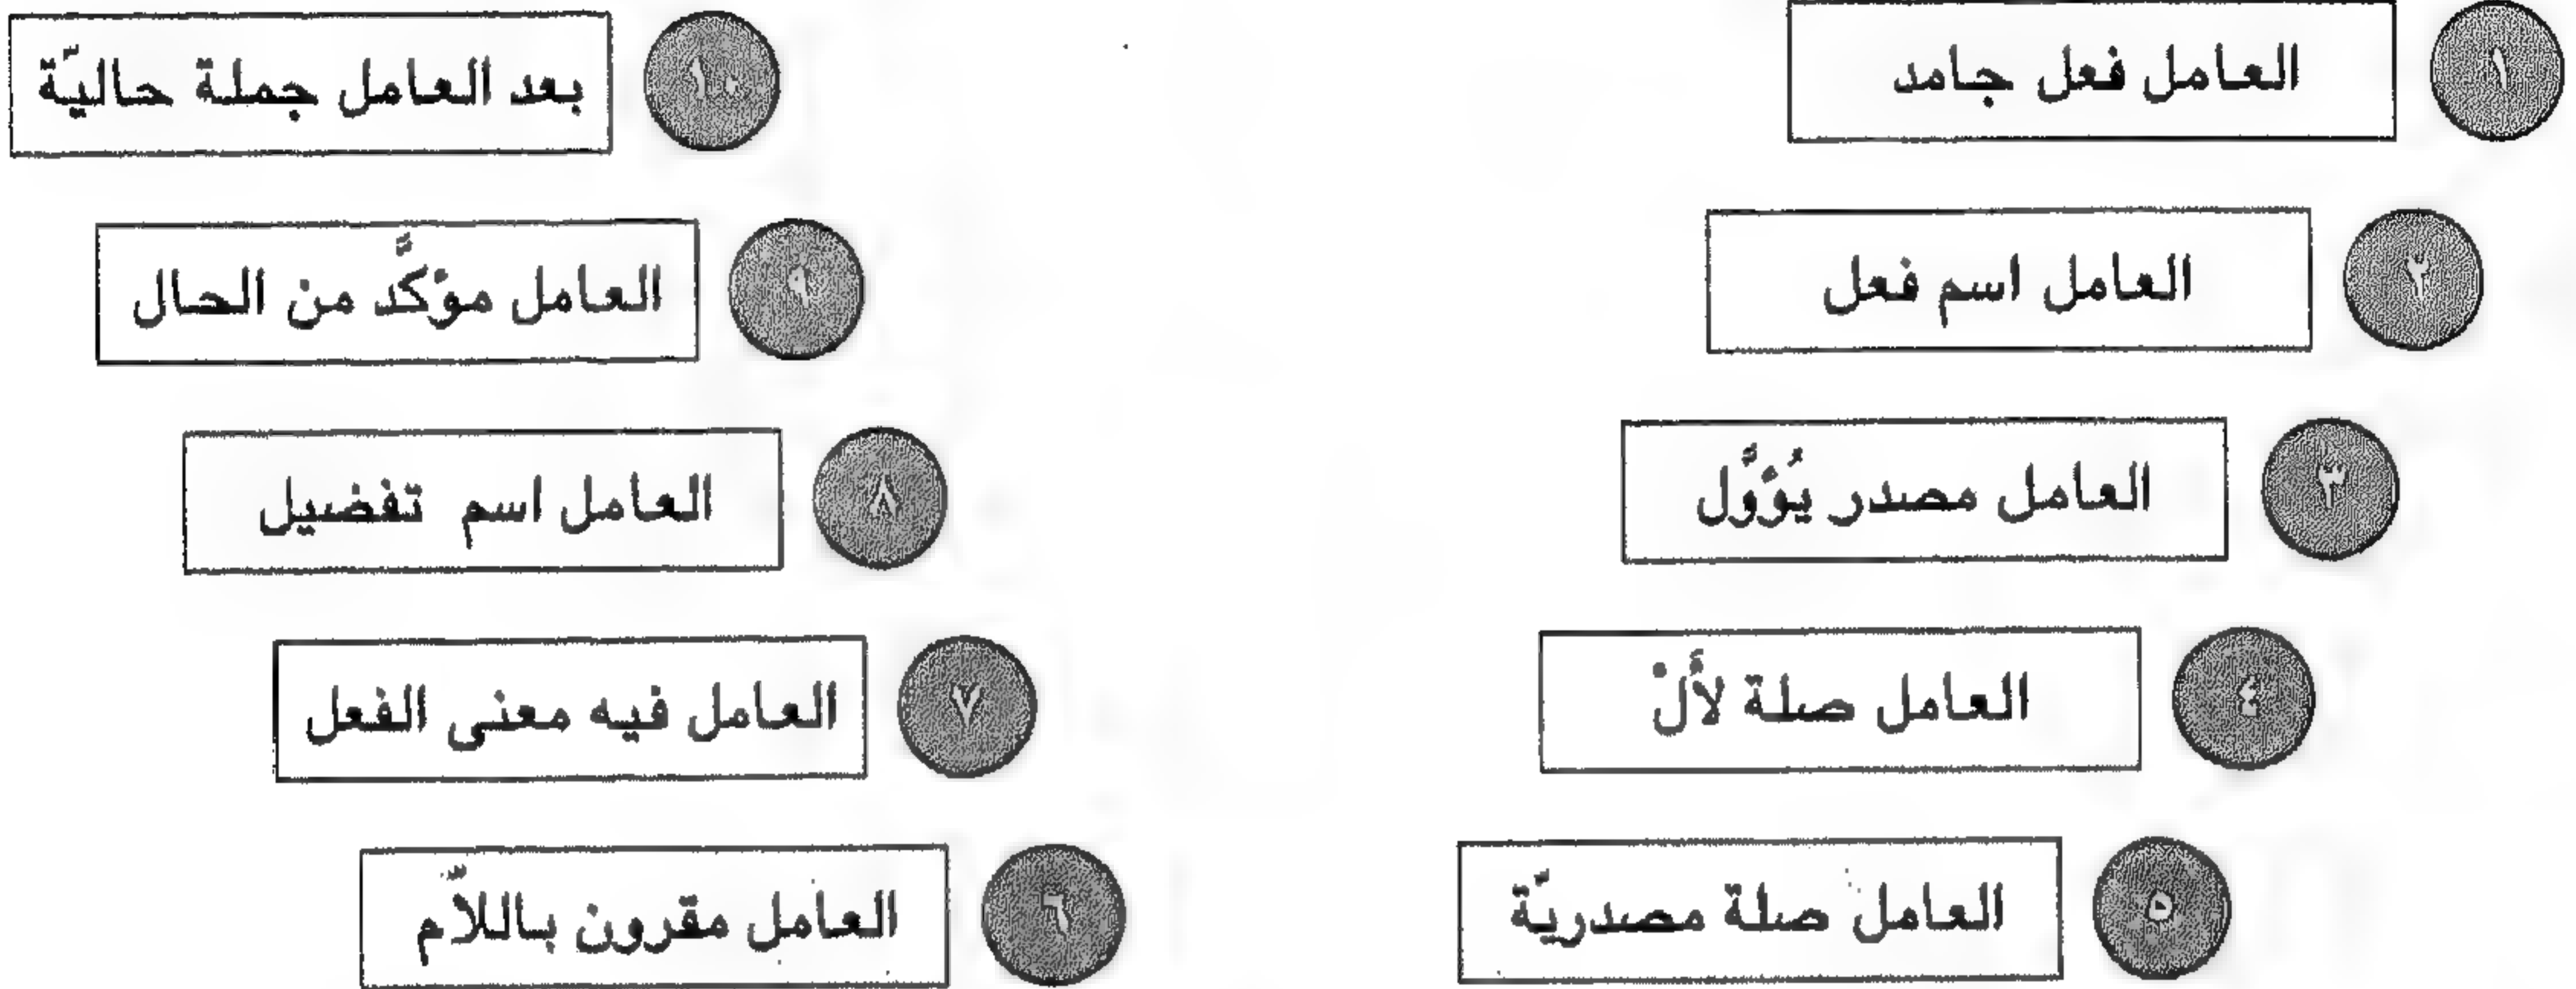 ١ العامل فعل جامد
٢ العامل اسم فعل
٣ العامل مصدر يُؤَوَّل
٤ العامل صلة لأَلْ
٥ العامل صلة مصدريّة
٦ العامل مقرون باللاّم
٧ العامل فيه معنى الفعل
٨ العامل اسم تفضيل
٩ العامل مؤكَّد من الحال
١٠ بعد العامل جملة حاليّة